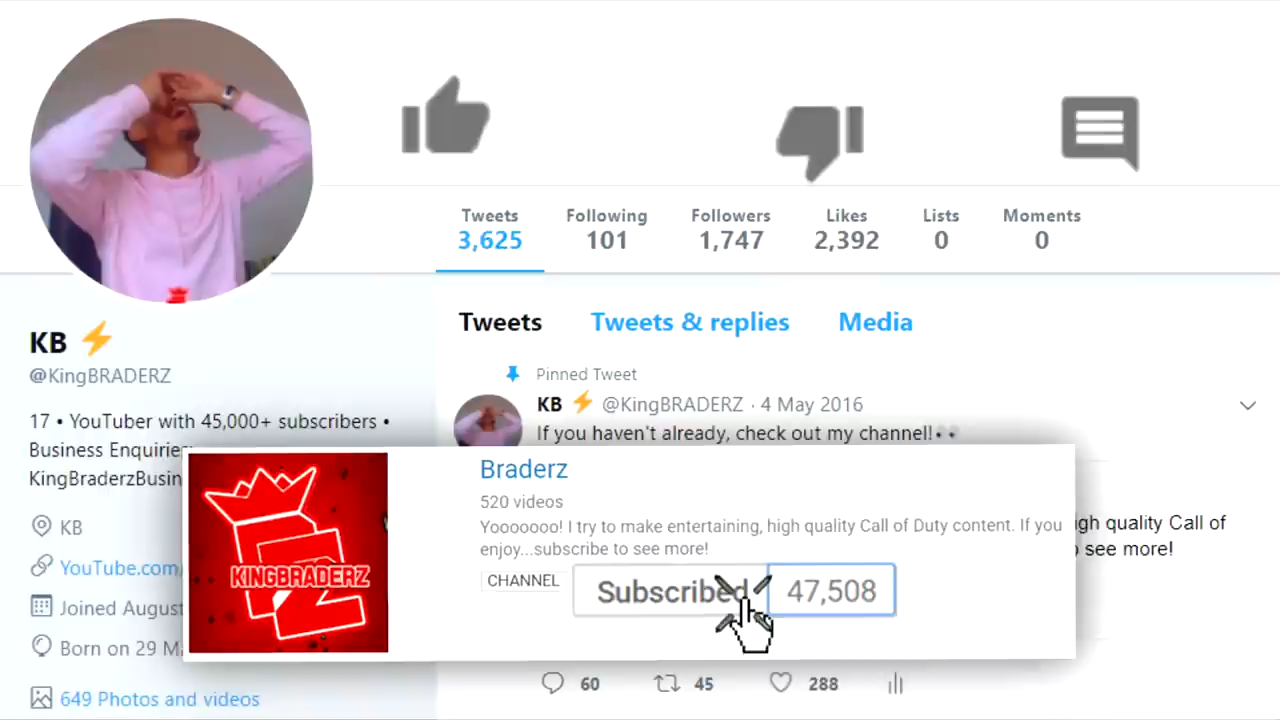 Tweets Following Followers Likes Lists Moments
3,625 101 1,747 2,392 0 0
Tweets Tweets & replies Media
KB ⚡
@KingBRADERZ
17 • YouTuber with 45,000+ subscribers •
Business
KB
YouTube.com
Joined August
Born on 29
649 Photos and videos
Pinned Tweet
KB ⚡ @KingBRADERZ · 4 May 2016
If you haven't already, check out my channel!👀
KINGBRADERZ
Braderz
520 videos
Yooooooo! I try to make entertaining, high quality Call of Duty content. If you
enjoy...subscribe to see more!
CHANNEL Subscribed 47,508
quality Call of
see more!
60 45 288